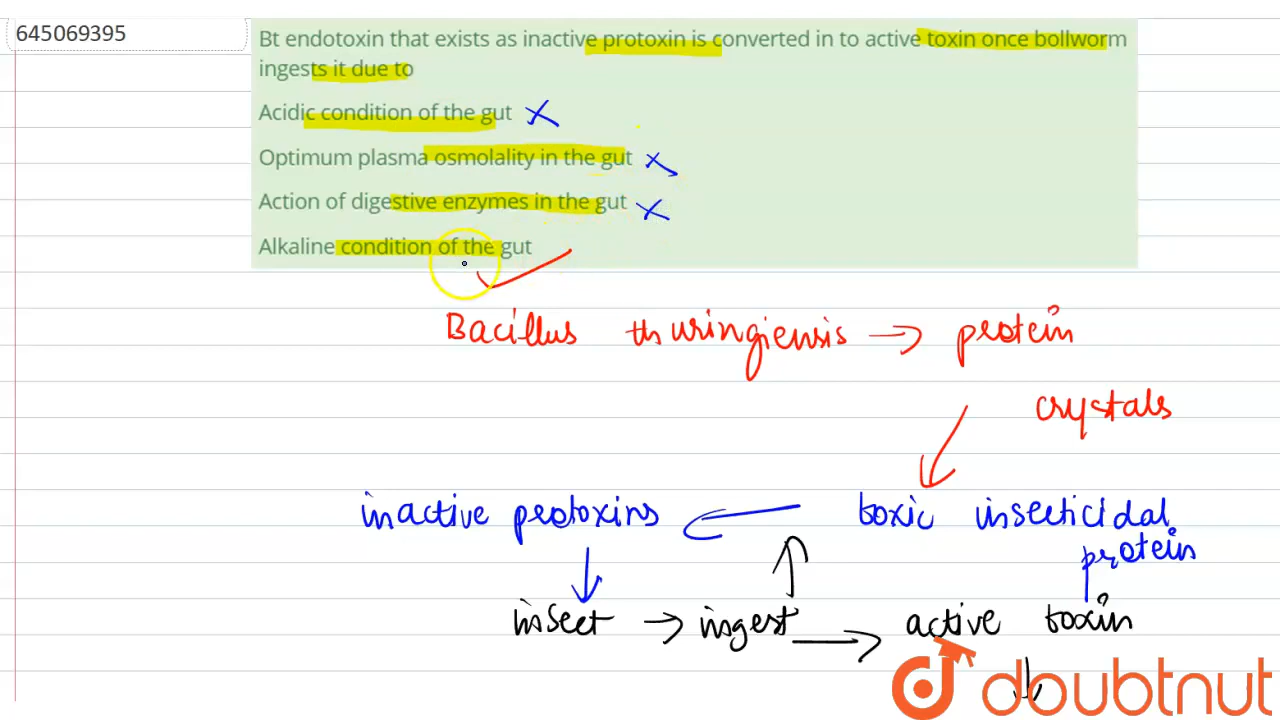 645069395
Bt endotoxin that exists as inactive protoxin is converted in to active toxin once bollworm
ingests it due to
Acidic condition of the gut
Optimum plasma osmolality in the gut
Action of digestive enzymes in the gut
Alkaline condition of the gut
Bacillus thuringiensis → protein
crystals
inactive protoxins toxic insecticidal
protein
insect → ingest → active toxin
doubtnut